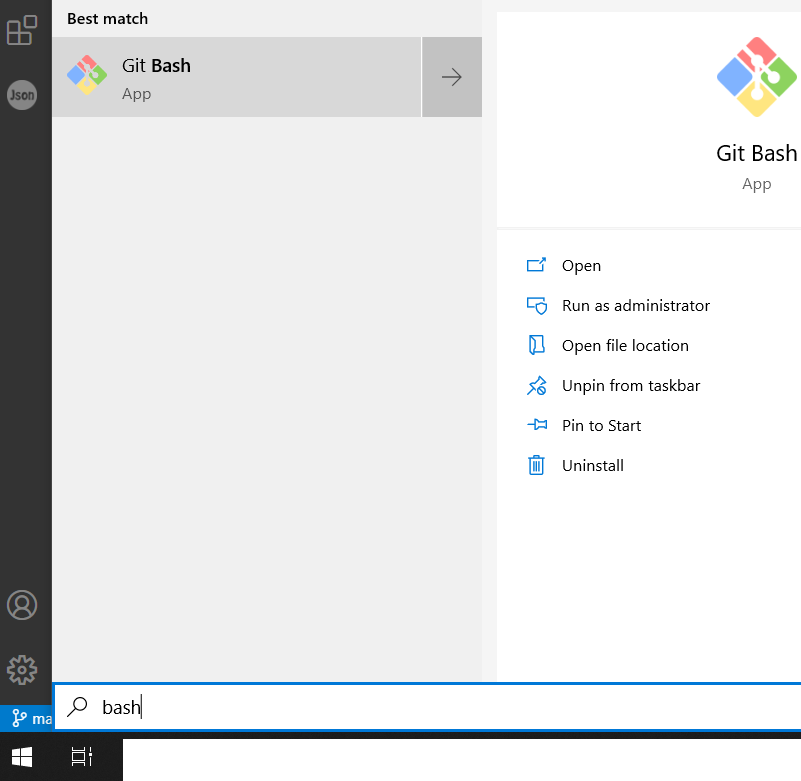 Best match
Git Bash
App
Json
Git Bash
App
Open
Run as administrator
Open file location
Unpin from taskbar
Pin to Start
Uninstall
bash
ma